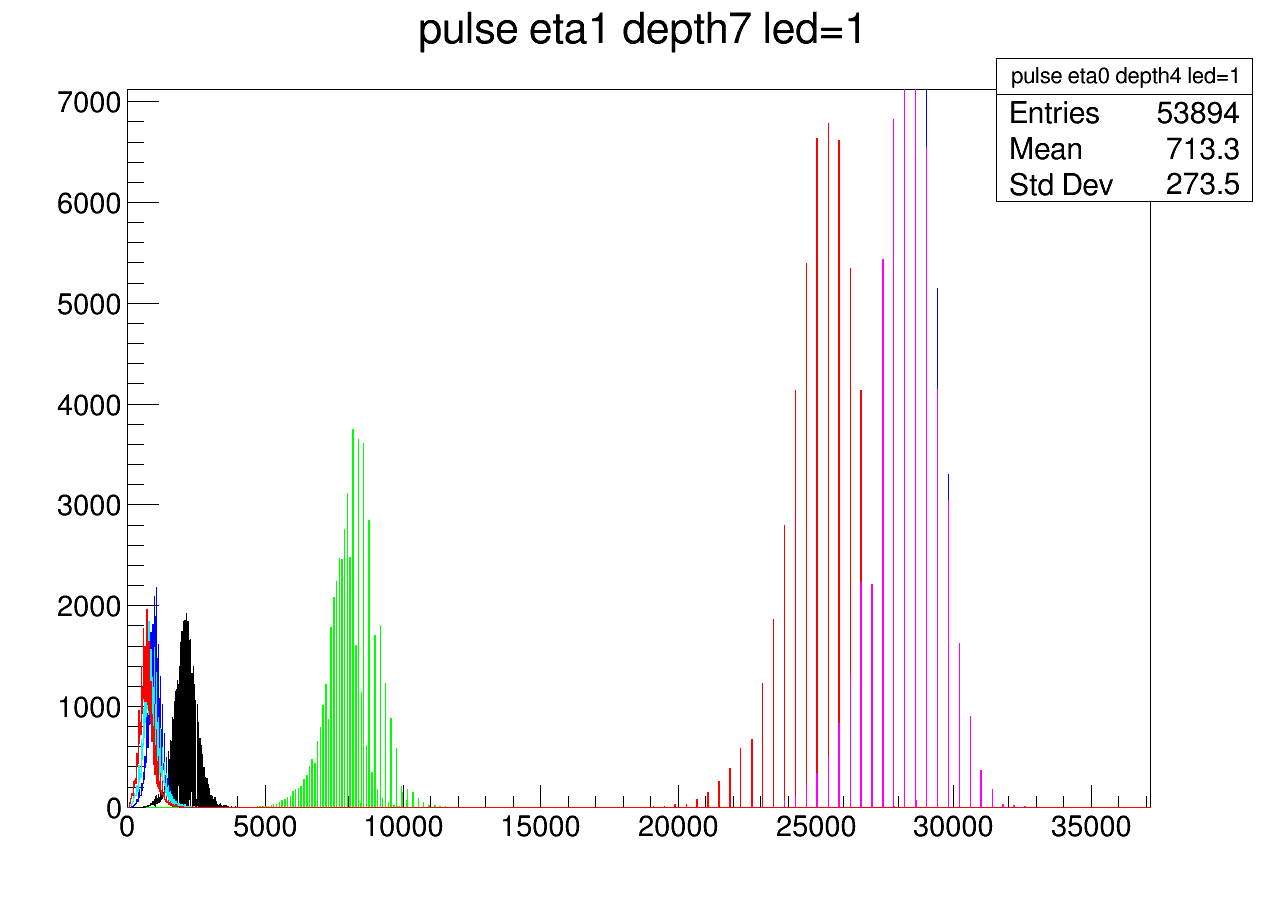 pulse eta1 depth7 led=1
pulse eta0 depth4 led=1
Entries 53894
Mean 713.3
Std Dev 273.5
7000
6000
5000
4000
3000
2000
1000
0
0 5000 10000 15000 20000 25000 30000 35000